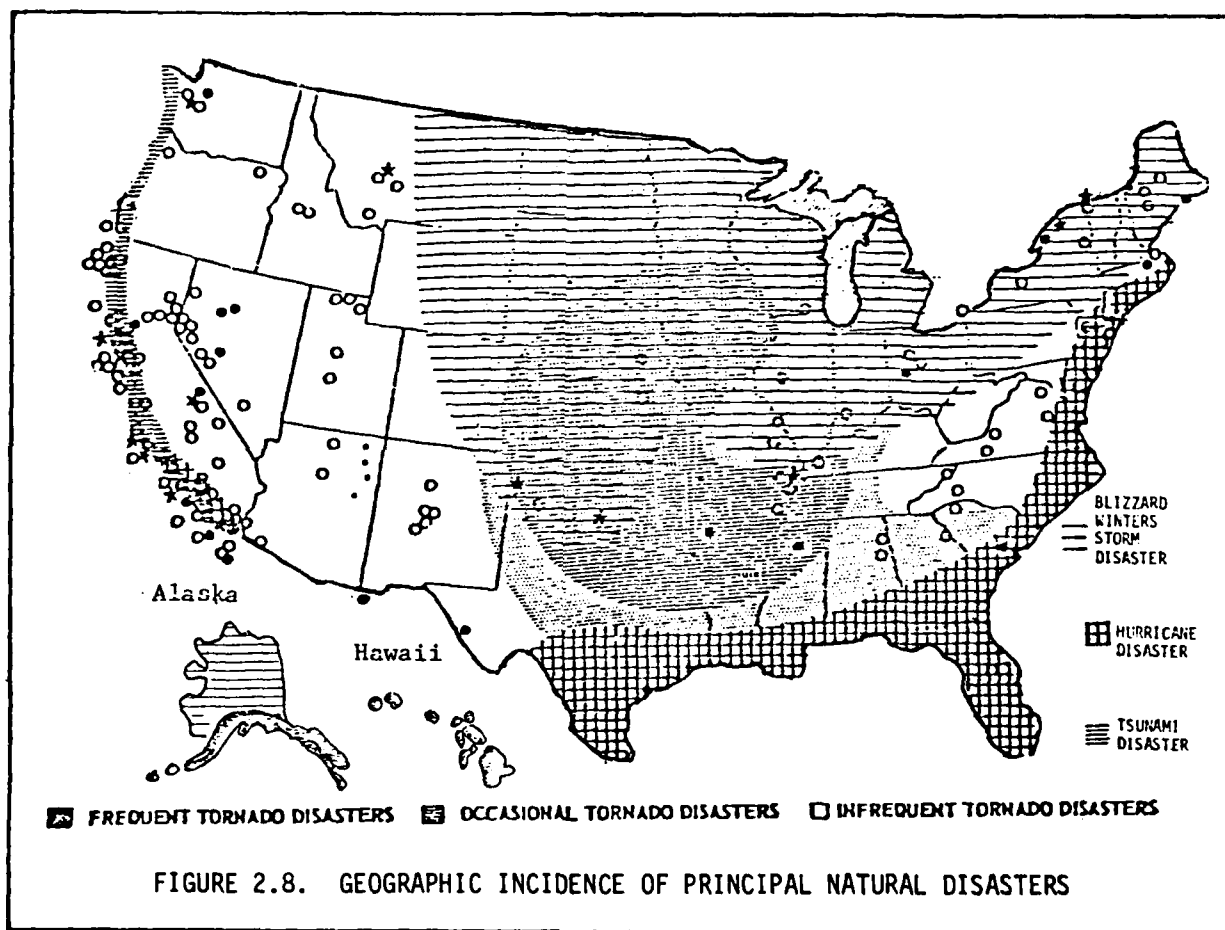 Alaska
Hawaii
BLIZZARD
WINTERS
STORM
DISASTER
HURRICANE
DISASTER
TSUNAMI
DISASTER
FREQUENT TORNADO DISASTERS
OCCASIONAL TORNADO DISASTERS
INFREQUENT TORNADO DISASTERS
FIGURE 2.8. GEOGRAPHIC INCIDENCE OF PRINCIPAL NATURAL DISASTERS